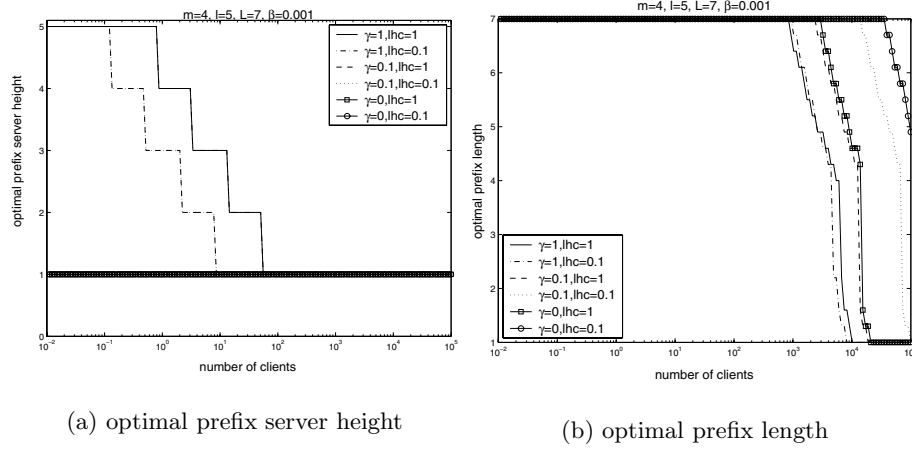 m=4, l=5, L=7, β=0.001
optimal prefix server height
5
4
3
2
1
0
γ=1,lhc=1
γ=1,lhc=0.1
γ=0.1,lhc=1
γ=0.1,lhc=0.1
γ=0,lhc=1
γ=0,lhc=0.1
10⁻² 10⁻¹ 10⁰ 10¹ 10² 10³ 10⁴ 10⁵
number of clients
(a) optimal prefix server height
m=4, l=5, L=7, β=0.001
optimal prefix length
7
6
5
4
3
2
1
γ=1,lhc=1
γ=1,lhc=0.1
γ=0.1,lhc=1
γ=0.1,lhc=0.1
γ=0,lhc=1
γ=0,lhc=0.1
10⁻² 10⁻¹ 10⁰ 10¹ 10² 10³ 10⁴
number of clients
(b) optimal prefix length